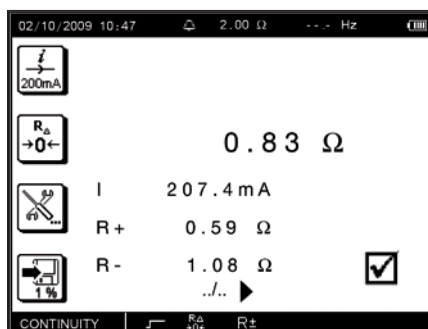 02/10/2009 10:47 2.00 Ω --.- Hz
i
200mA
R△
→0←
0.83 Ω
I 207.4mA
R+ 0.59 Ω
R- 1.08 Ω
../.. ▶
1 %
CONTINUITY R△ →0← R±